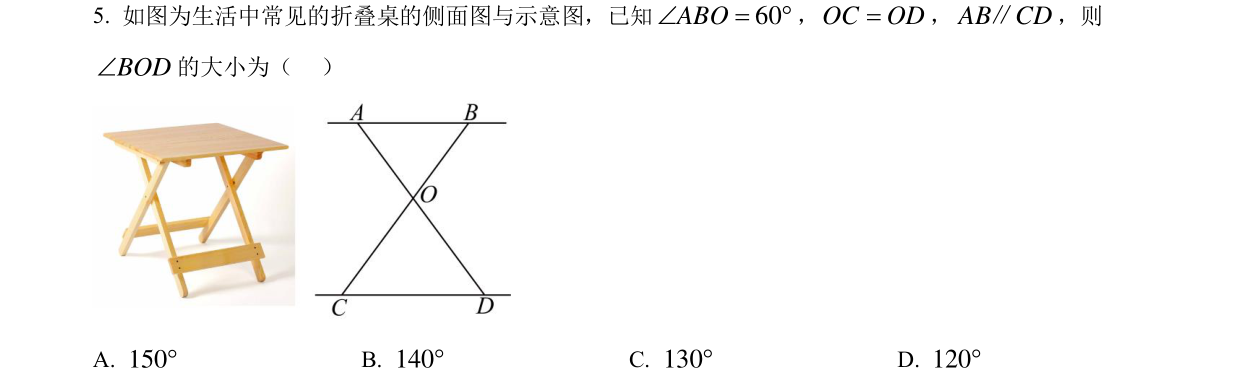 5. 如图为生活中常见的折叠桌的侧面图与示意图，已知∠ABO = 60°，OC = OD，AB∥CD，则
∠BOD 的大小为（　）
A B
O
C D
A. 150° B. 140° C. 130° D. 120°